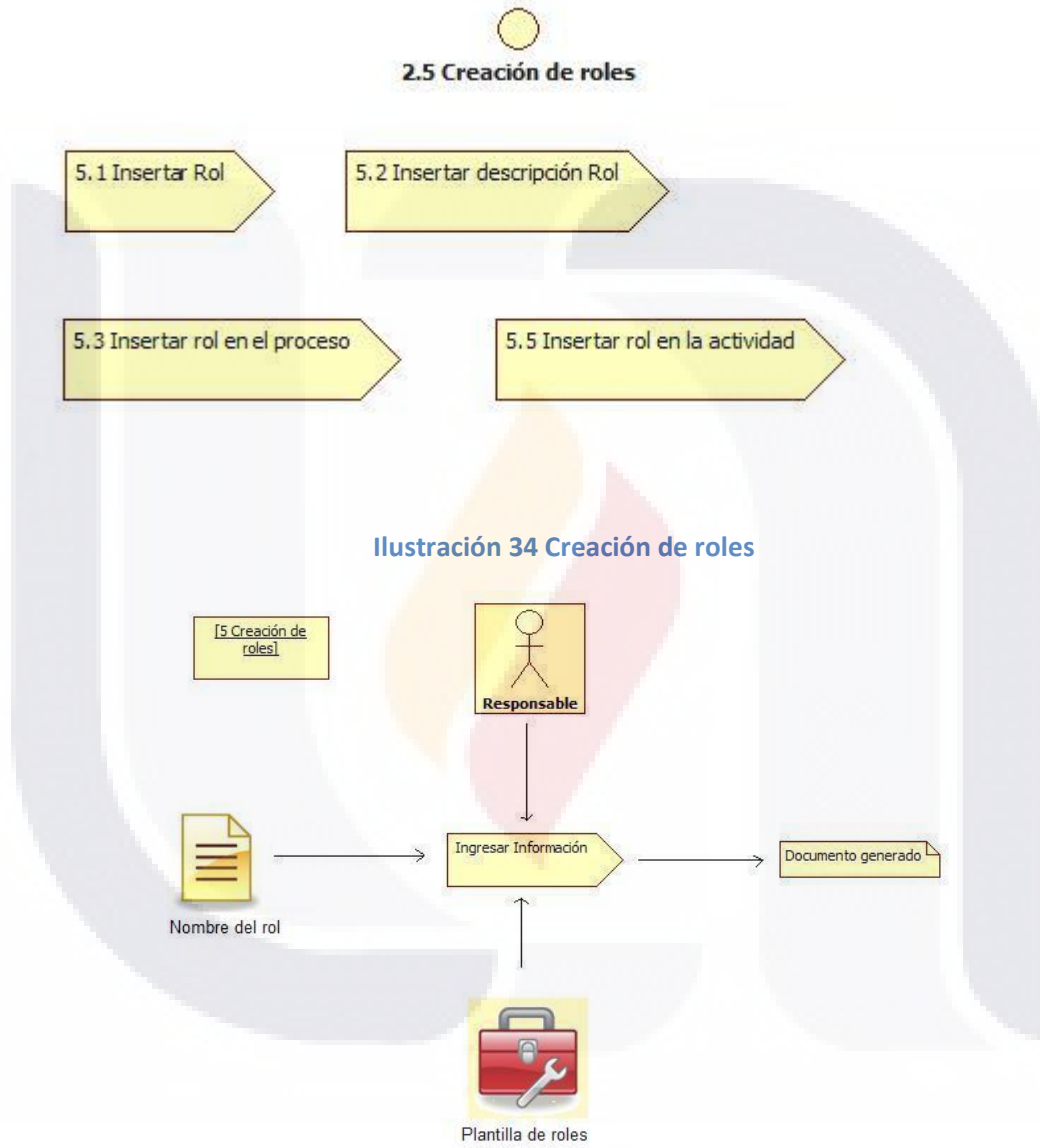 2.5 Creación de roles
5.1 Insertar Rol
5.2 Insertar descripción Rol
5.3 Insertar rol en el proceso
5.5 Insertar rol en la actividad
Ilustración 34 Creación de roles
[5 Creación de
roles]
Responsable
Nombre del rol
Ingresar Información
Documento generado
Plantilla de roles